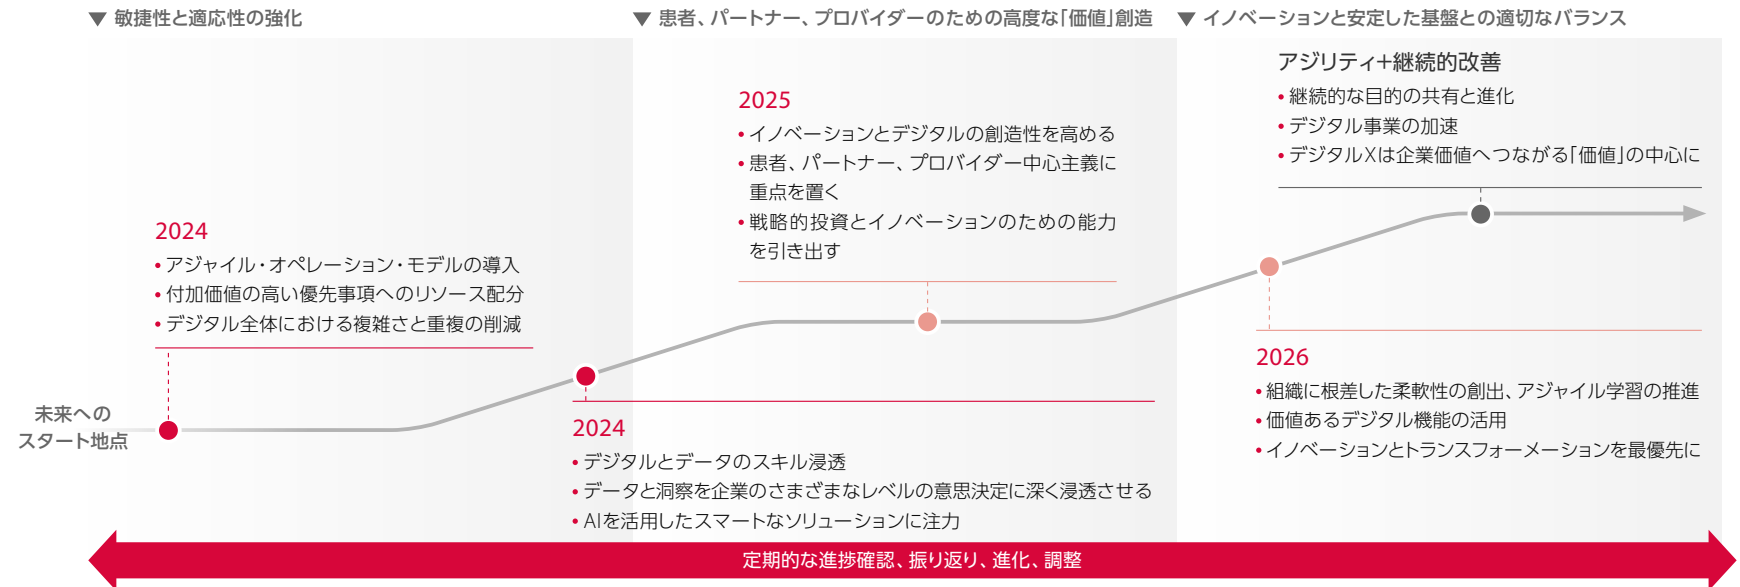 ▼ 敏捷性と適応性の強化
▼ 患者、パートナー、プロバイダーのための高度な「価値」創造
▼ イノベーションと安定した基盤との適切なバランス
未来への
スタート地点
2024
• アジャイル・オペレーション・モデルの導入
• 付加価値の高い優先事項へのリソース配分
• デジタル全体における複雑さと重複の削減
2024
• デジタルとデータのスキル浸透
• データと洞察を企業のさまざまなレベルの意思決定に深く浸透させる
• AIを活用したスマートなソリューションに注力
2025
• イノベーションとデジタルの創造性を高める
• 患者、パートナー、プロバイダー中心主義に
重点を置く
• 戦略的投資とイノベーションのための能力
を引き出す
2026
• 組織に根差した柔軟性の創出、アジャイル学習の推進
• 価値あるデジタル機能の活用
• イノベーションとトランスフォーメーションを最優先に
アジリティ+継続的改善
• 継続的な目的の共有と進化
• デジタル事業の加速
• デジタルXは企業価値へつながる「価値」の中心に
定期的な進捗確認、振り返り、進化、調整